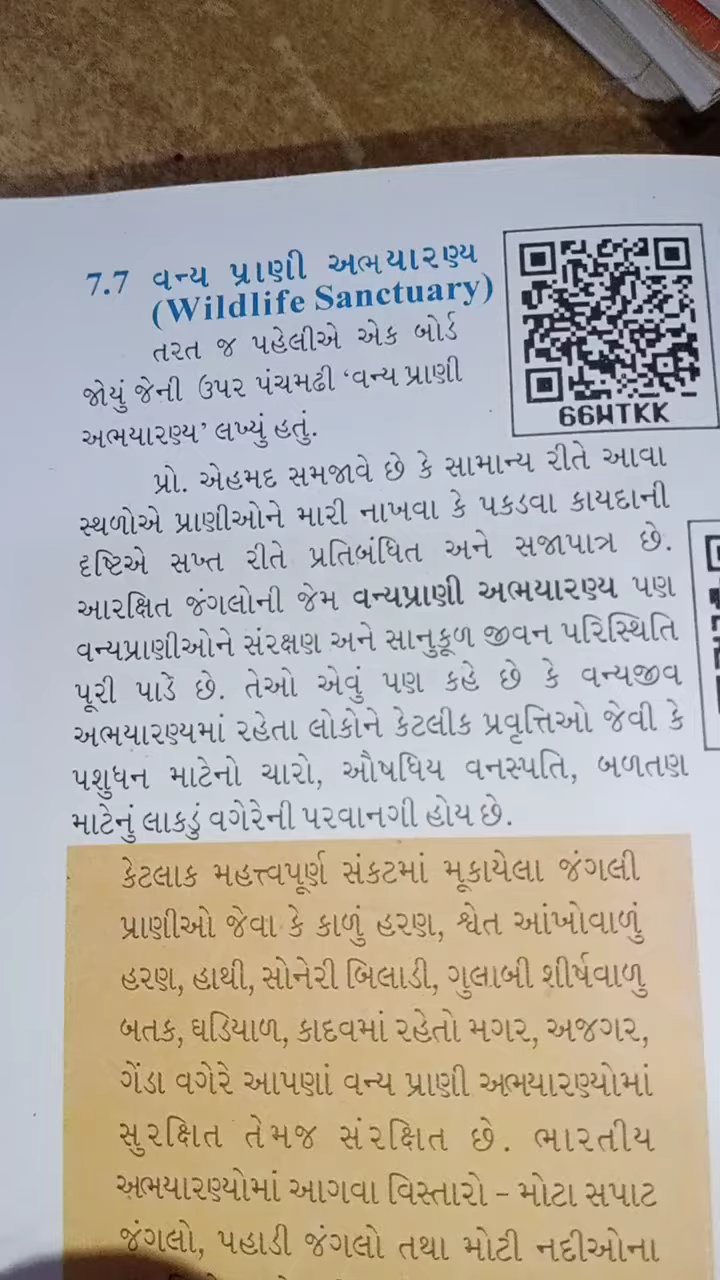 7.7 વન્ય પ્રાણી અભયારણ્ય
(Wildlife Sanctuary)
તરત જ પહેલીએ એક બોર્ડ
જોયું જેની ઉપર પંચમઢી ‘વન્ય પ્રાણી
અભયારણ્ય’ લખ્યું હતું.
66WTKK
પ્રો. એહમદ સમજાવે છે કે સામાન્ય રીતે આવા
સ્થળોએ પ્રાણીઓને મારી નાખવા કે પકડવા કાયદાની
દૃષ્ટિએ સખ્ત રીતે પ્રતિબંધિત અને સજાપાત્ર છે.
આરક્ષિત જંગલોની જેમ વન્યપ્રાણી અભયારણ્ય પણ
વન્યપ્રાણીઓને સંરક્ષણ અને સાનુકૂળ જીવન પરિસ્થિતિ
પૂરી પાડે છે. તેઓ એવું પણ કહે છે કે વન્યજીવ
અભયારણ્યમાં રહેતા લોકોને કેટલીક પ્રવૃત્તિઓ જેવી કે
પશુધન માટેનો ચારો, ઔષધિય વનસ્પતિ, બળતણ
માટેનું લાકડું વગેરેની પરવાનગી હોય છે.
કેટલાક મહત્ત્વપૂર્ણ સંકટમાં મૂકાયેલા જંગલી
પ્રાણીઓ જેવા કે કાળું હરણ, શ્વેત આંખોવાળું
હરણ, હાથી, સોનેરી બિલાડી, ગુલાબી શીર્ષવાળુ
બતક, ઘડિયાળ, કાદવમાં રહેતો મગર, અજગર,
ગેંડા વગેરે આપણાં વન્ય પ્રાણી અભયારણ્યોમાં
સુરક્ષિત તેમજ સંરક્ષિત છે. ભારતીય
અભયારણ્યોમાં આગવા વિસ્તારો – મોટા સપાટ
જંગલો, પહાડી જંગલો તથા મોટી નદીઓના